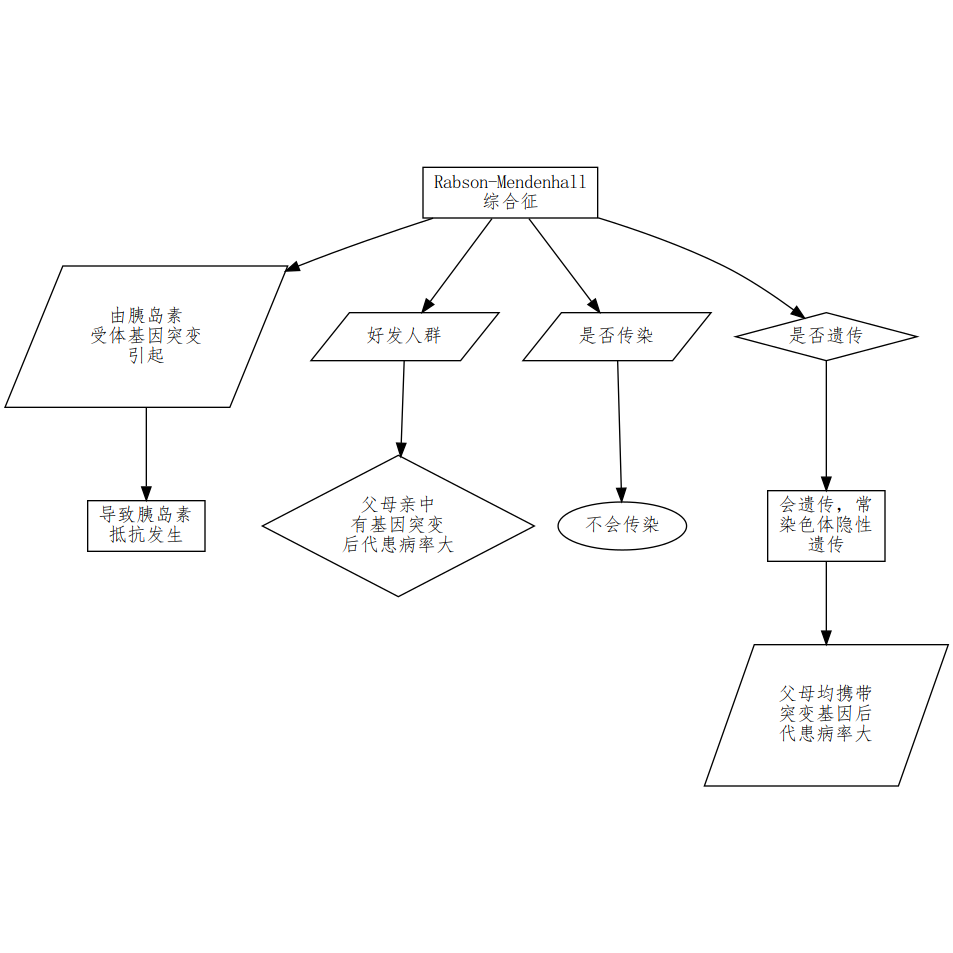 Rabson-Mendenhall
综合征
由胰岛素
受体基因突变
引起
好发人群
是否传染
是否遗传
导致胰岛素
抵抗发生
父母亲中
有基因突变
后代患病率大
不会传染
会遗传，常
染色体隐性
遗传
父母均携带
突变基因后
代患病率大